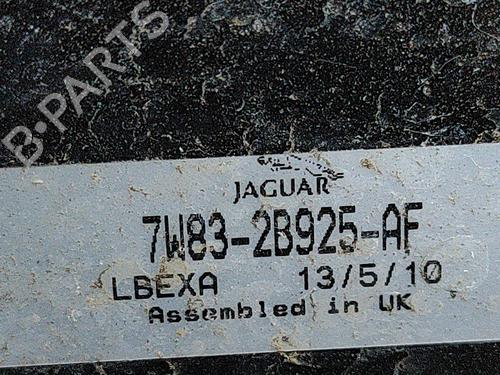 B-PARTS
JAGUAR
7W83-2B925-AF
LBEXA 13/5/10
Assembled in UK